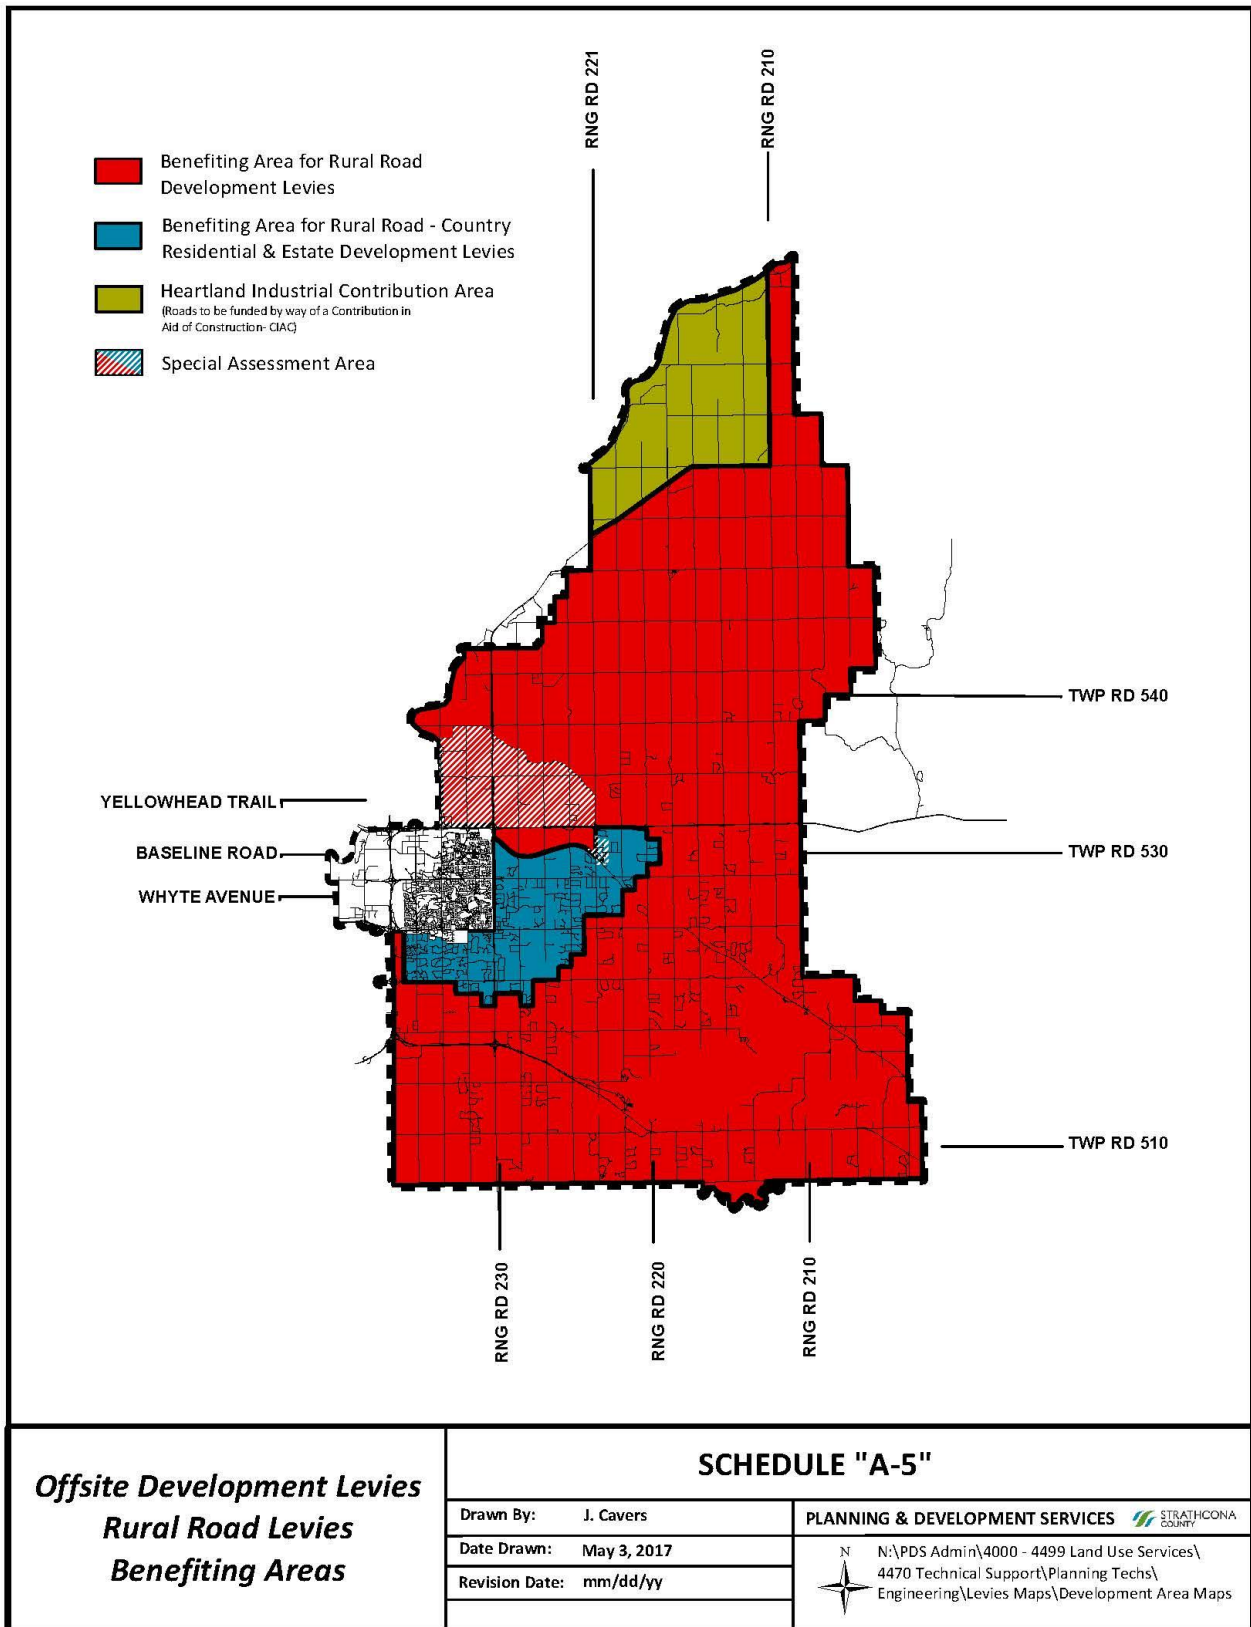 RNG RD 221
RNG RD 210
Benefiting Area for Rural Road
Development Levies
Benefiting Area for Rural Road - Country
Residential & Estate Development Levies
Heartland Industrial Contribution Area
(Roads to be funded by way of a Contribution in
Aid of Construction- CIAC)
Special Assessment Area
TWP RD 540
YELLOWHEAD TRAIL
BASELINE ROAD
TWP RD 530
WHYTE AVENUE
TWP RD 510
RNG RD 230
RNG RD 220
RNG RD 210
Offsite Development Levies
Rural Road Levies
Benefiting Areas
SCHEDULE "A-5"
Drawn By: J. Cavers
Date Drawn: May 3, 2017
Revision Date: mm/dd/yy
PLANNING & DEVELOPMENT SERVICES
STRATHCONA
COUNTY
N
N:\PDS Admin\4000 - 4499 Land Use Services\
4470 Technical Support\Planning Techs\
Engineering\Levies Maps\Development Area Maps